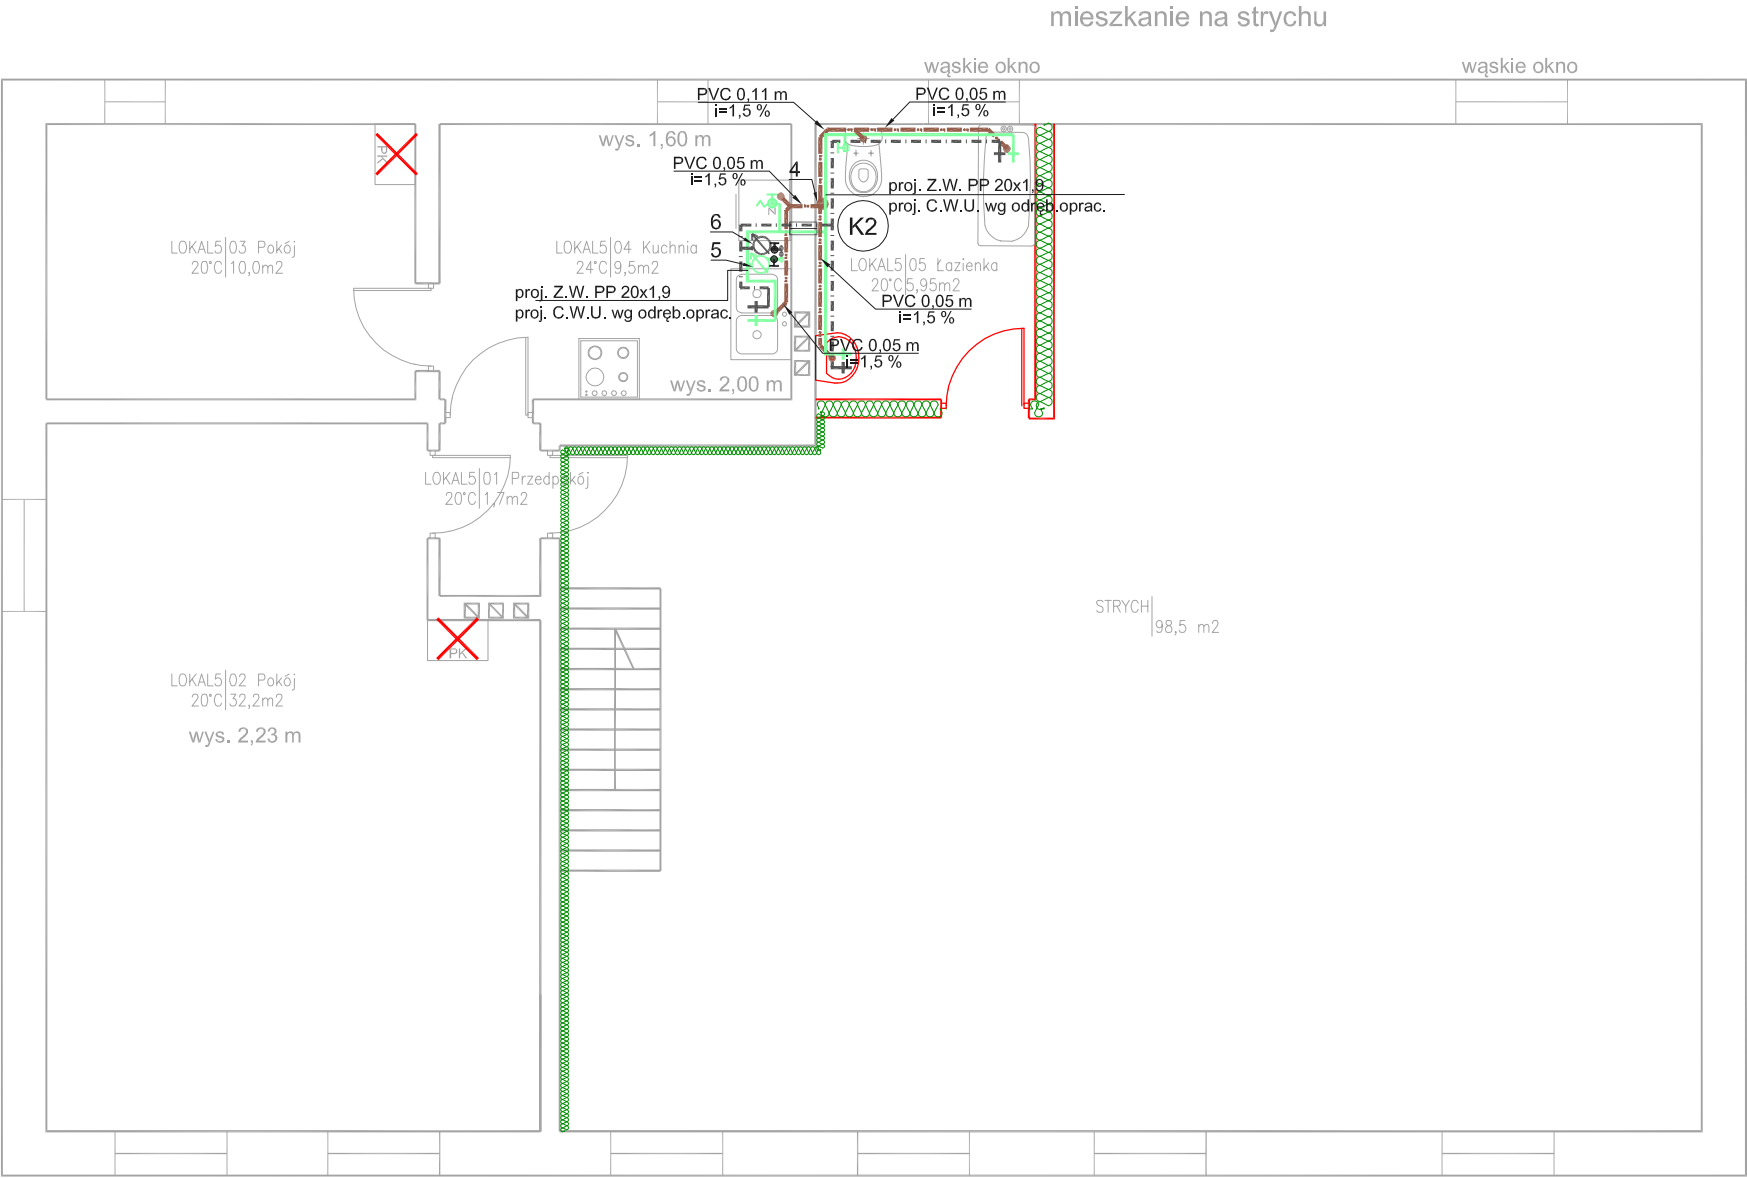 mieszkanie na strychu
wąskie okno
wąskie okno
PVC 0,11 m
i=1,5 %
PVC 0,05 m
i=1,5 %
wys. 1,60 m
PK
PVC 0,05 m
i=1,5 %
4
proj. Z.W. PP 20x1,9
proj. C.W.U. wg odręb.oprac.
K2
6
5
LOKAL5 03 Pokój
20°C 10,0m2
LOKAL5 04 Kuchnia
24°C 9,5m2
LOKAL5 05 Łazienka
20°C 5,95m2
proj. Z.W. PP 20x1,9
proj. C.W.U. wg odręb.oprac.
PVC 0,05 m
i=1,5 %
PVC 0,05 m
i=1,5 %
wys. 2,00 m
LOKAL5 01 Przedpokój
20°C 1,7m2
STRYCH
98,5 m2
PK
LOKAL5 02 Pokój
20°C 32,2m2
wys. 2,23 m